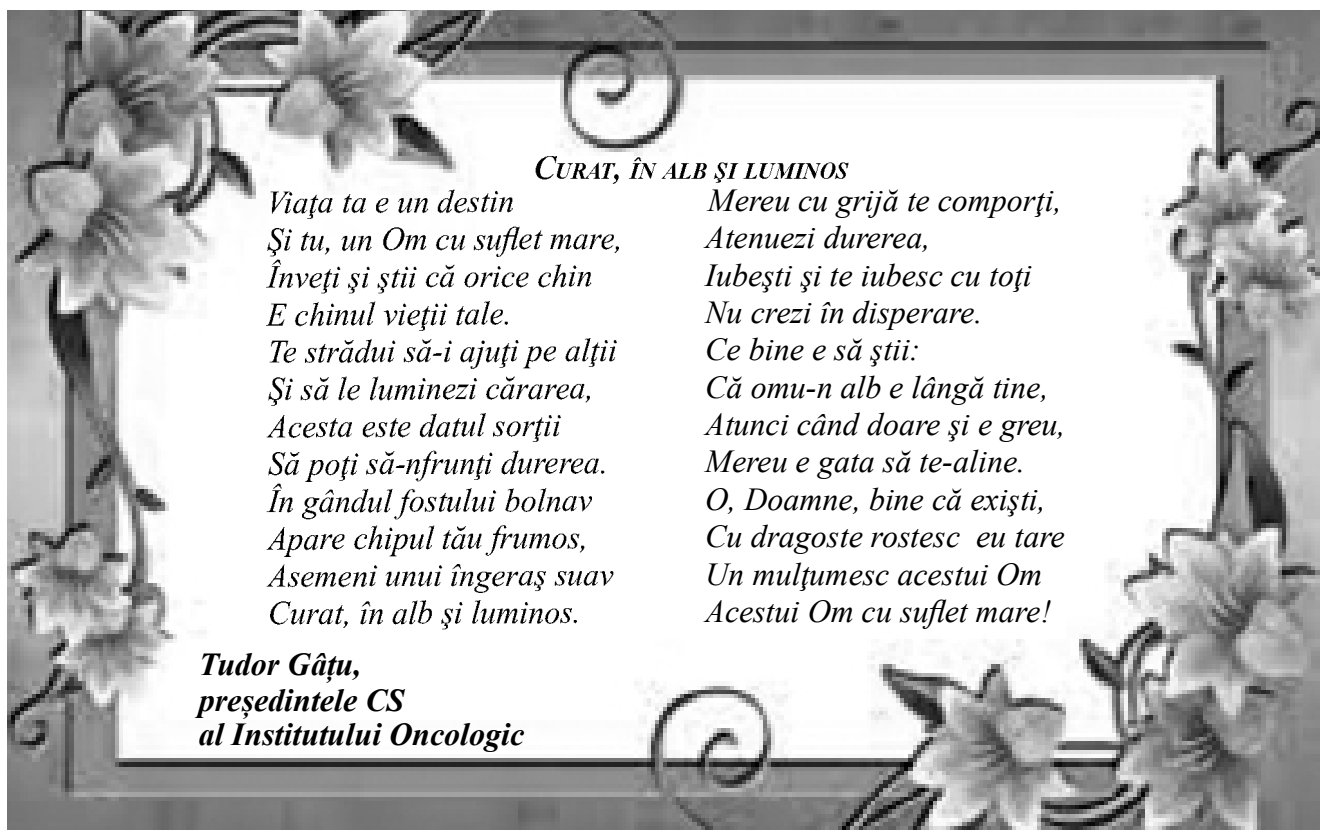 CURAT, ÎN ALB ŞI LUMINOS
Viaţa ta e un destin
Şi tu, un Om cu suflet mare,
Înveţi şi ştii că orice chin
E chinul vieţii tale.
Te strădui să-i ajuţi pe alţii
Şi să le luminezi cărarea,
Acesta este datul sorţii
Să poţi să-nfrunţi durerea.
În gândul fostului bolnav
Apare chipul tău frumos,
Asemeni unui îngeraş suav
Curat, în alb şi luminos.
Mereu cu grijă te comporţi,
Atenuezi durerea,
Iubeşti şi te iubesc cu toţi
Nu crezi în disperare.
Ce bine e să ştii:
Că omu-n alb e lângă tine,
Atunci când doare şi e greu,
Mereu e gata să te-aline.
O, Doamne, bine că exişti,
Cu dragoste rostesc eu tare
Un mulţumesc acestui Om
Acestui Om cu suflet mare!
Tudor Gâțu,
președintele CS
al Institutului Oncologic